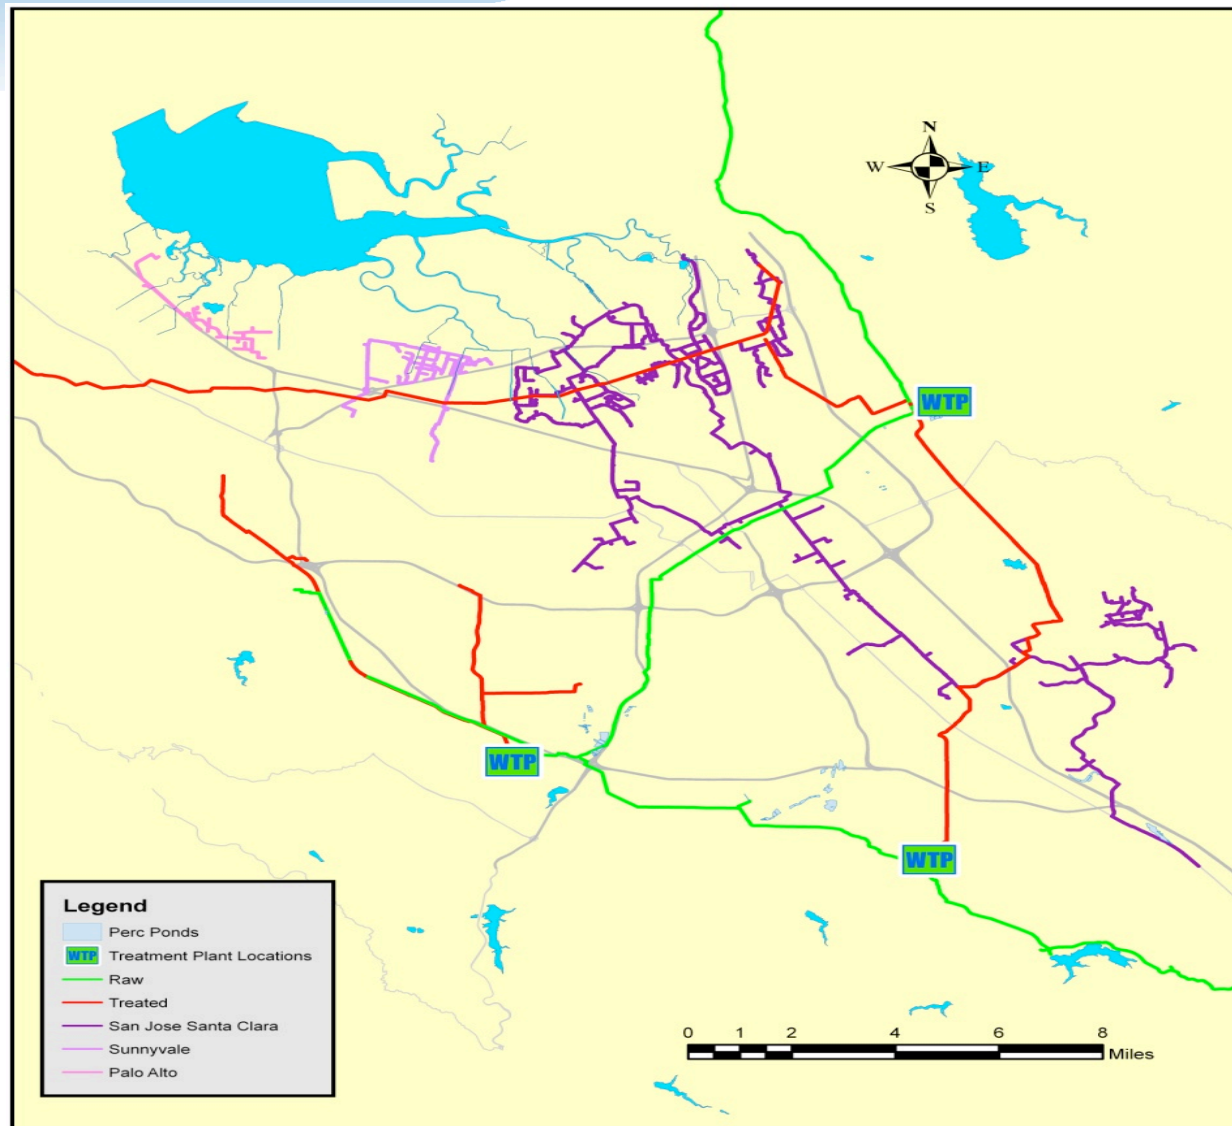 N
W E
S
WTP
WTP
WTP
Legend
Perc Ponds
WTP Treatment Plant Locations
Raw
Treated
San Jose Santa Clara
Sunnyvale
Palo Alto
0 1 2 4 6 8
Miles